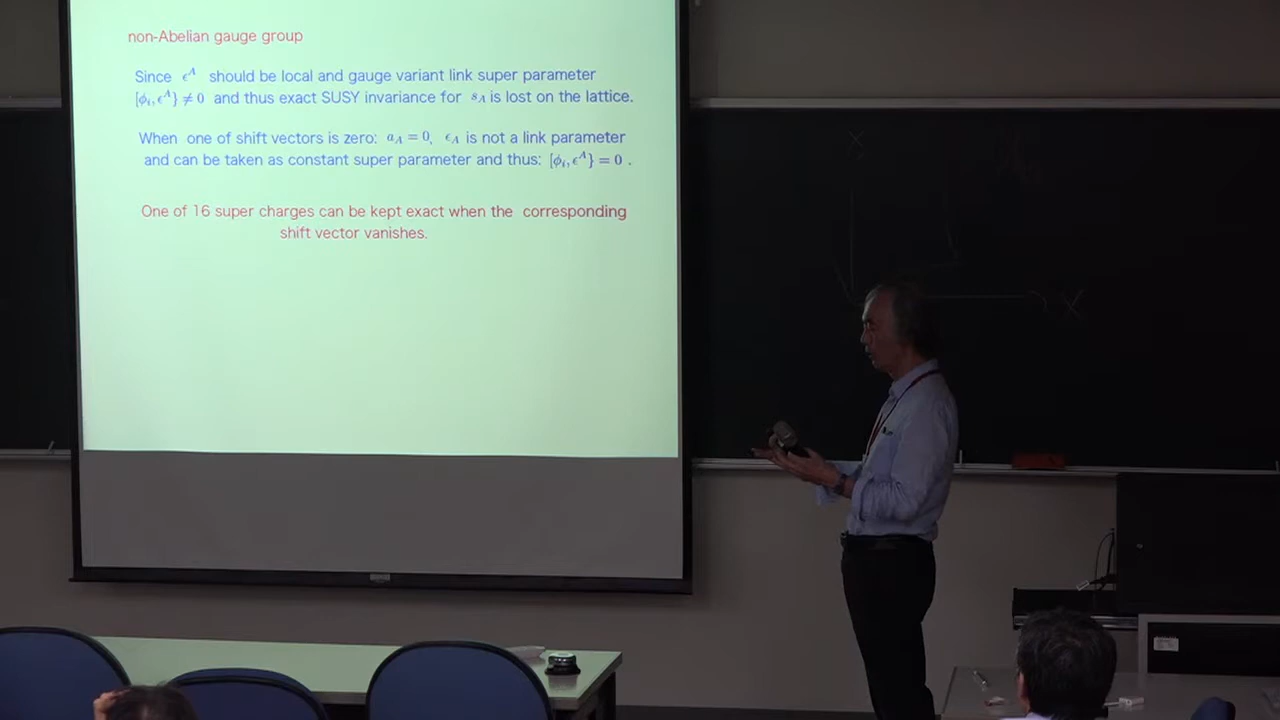 non-Abelian gauge group
Since ϵ^A should be local and gauge variant link super parameter
[ϕ_i, ϵ^A} ≠ 0 and thus exact SUSY invariance for s_A is lost on the lattice.
When one of shift vectors is zero: a_A = 0, ϵ_A is not a link parameter
and can be taken as constant super parameter and thus: [ϕ_i, ϵ^A} = 0 .
One of 16 super charges can be kept exact when the corresponding
shift vector vanishes.